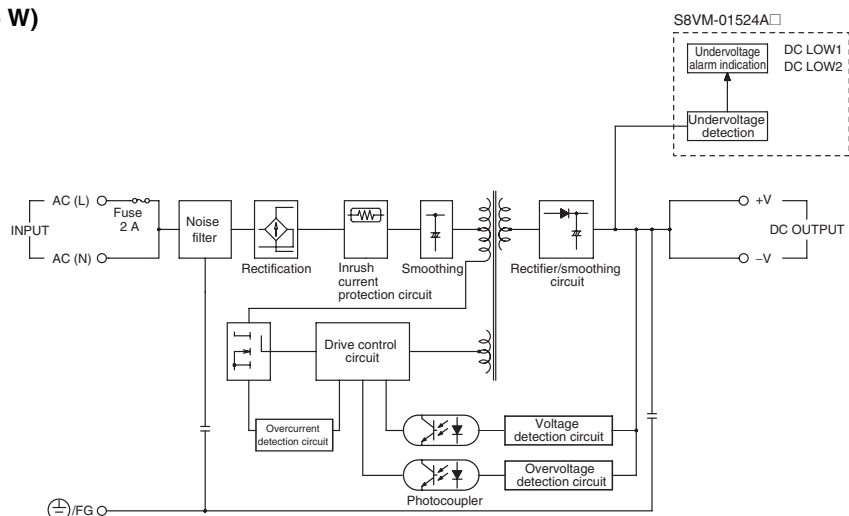 W)
S8VM-01524A□
Undervoltage
alarm indication
DC LOW1
DC LOW2
Undervoltage
detection
INPUT
AC (L)
AC (N)
Fuse
2 A
Noise
filter
Rectification
Inrush
current
protection circuit
Smoothing
Rectifier/smoothing
circuit
+V
DC OUTPUT
−V
Drive control
circuit
Overcurrent
detection circuit
Voltage
detection circuit
Overvoltage
detection circuit
Photocoupler
/FG